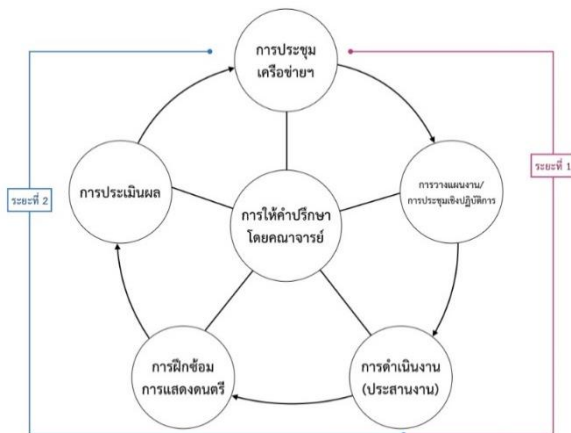 การประชุม
เครือข่ายฯ
การวางแผนงาน/
การประชุมเชิงปฏิบัติการ
ระยะที่ 1
ระยะที่ 2
การประเมินผล
การให้คำปรึกษา
โดยคณาจารย์
การฝึกซ้อม
การแสดงดนตรี
การดำเนินงาน
(ประสานงาน)